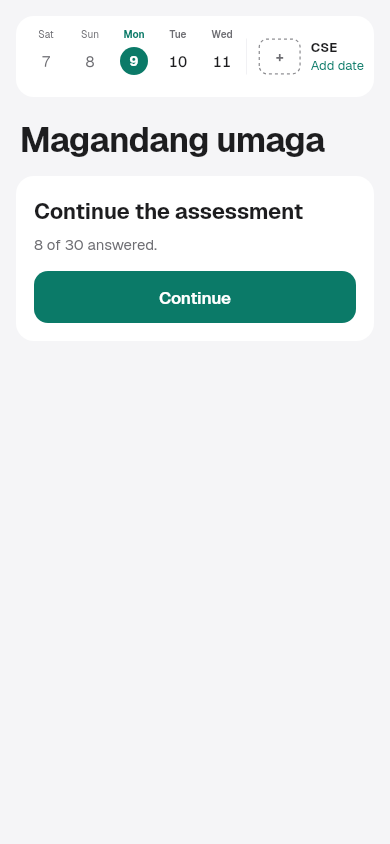 Sat Sun Mon Tue Wed
7 8 9 10 11
+
CSE
Add date
Magandang umaga
Continue the assessment
8 of 30 answered.
Continue